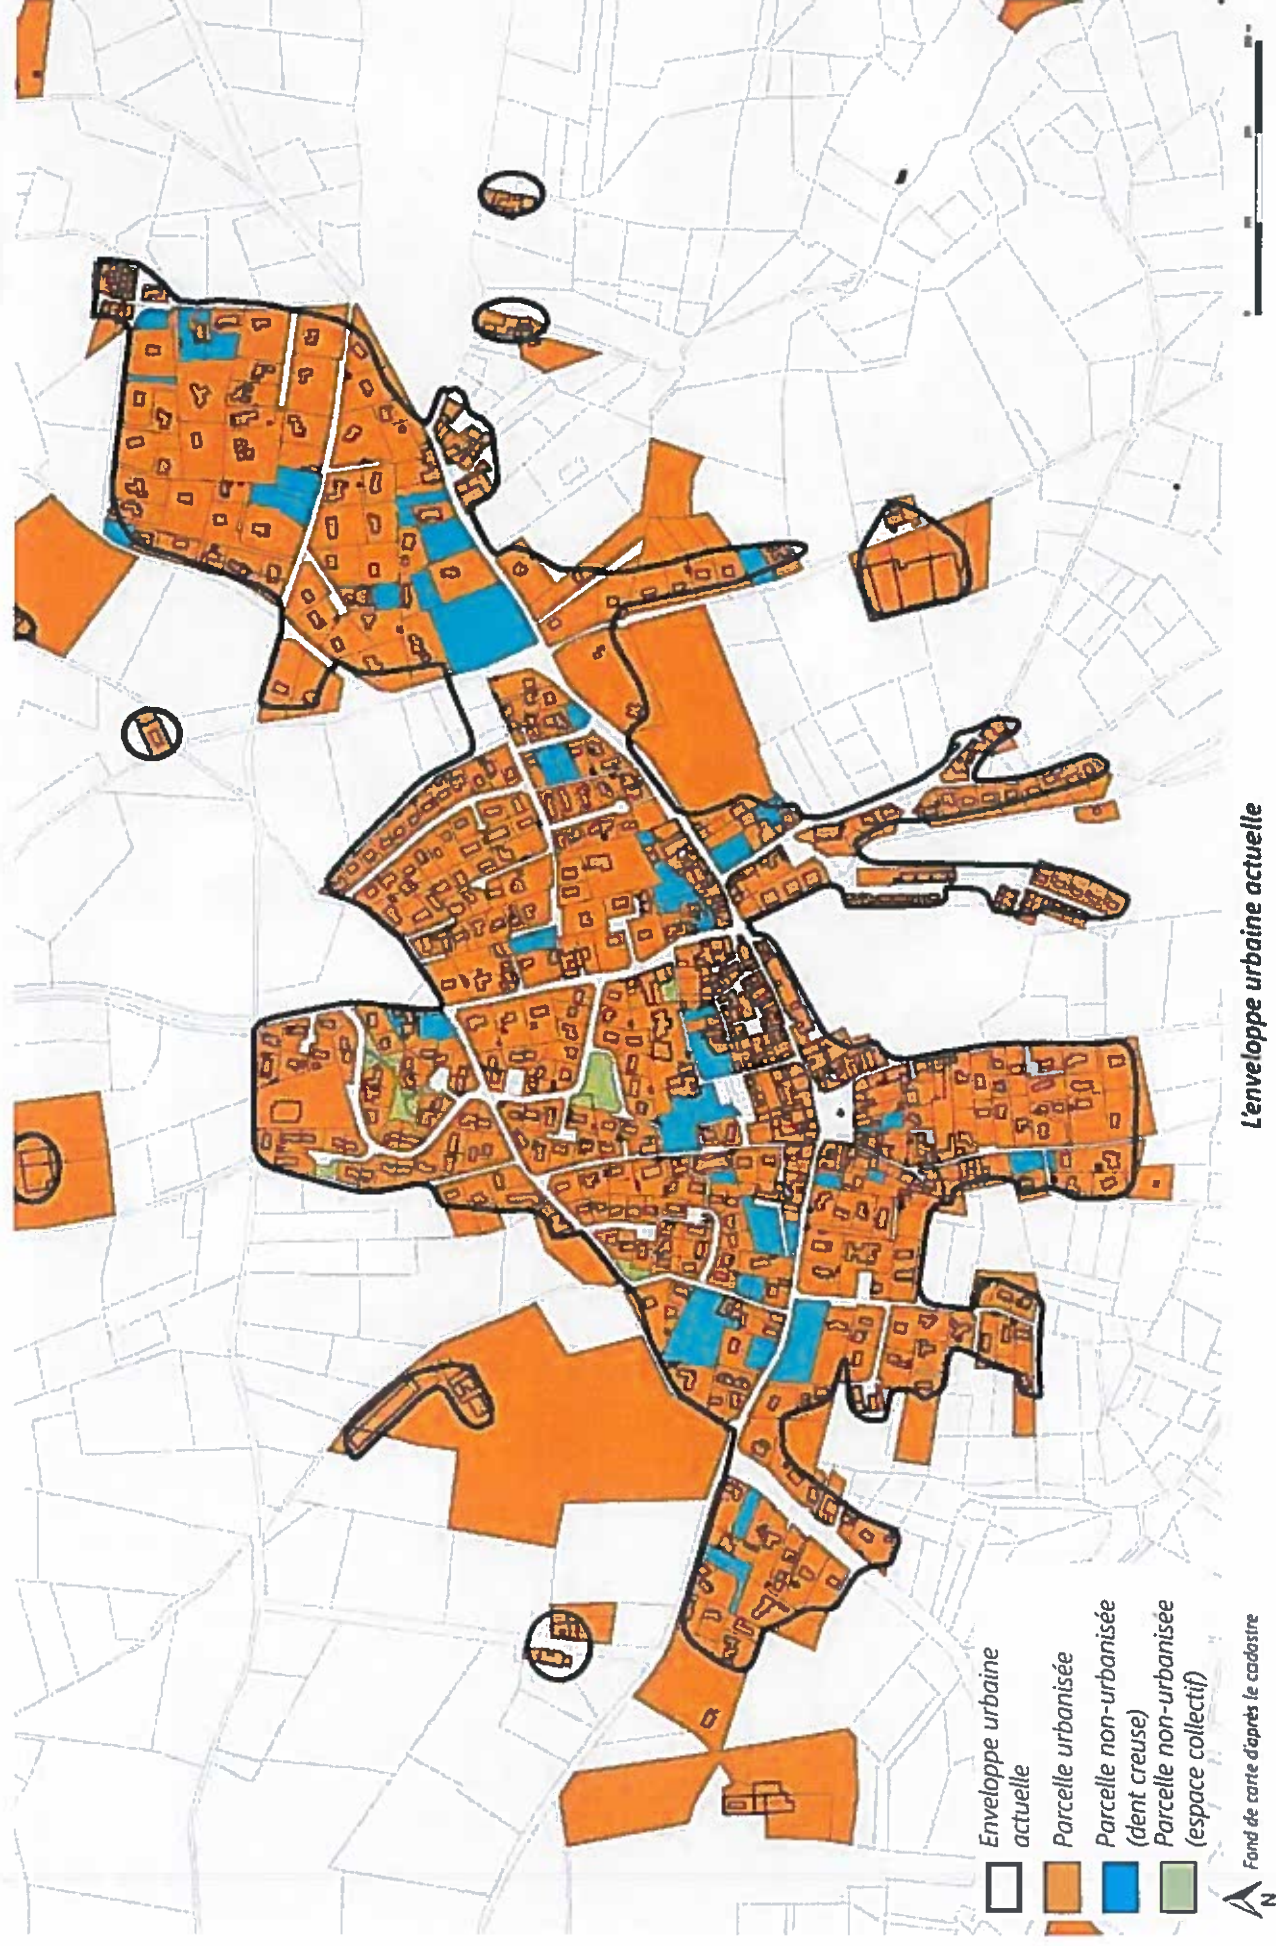 L'enveloppe urbaine actuelle
Enveloppe urbaine
actuelle
Parcelle urbanisée
Parcelle non-urbanisée
(dent creuse)
Parcelle non-urbanisée
(espace collectif)
N
Fond de carte d'après le cadastre